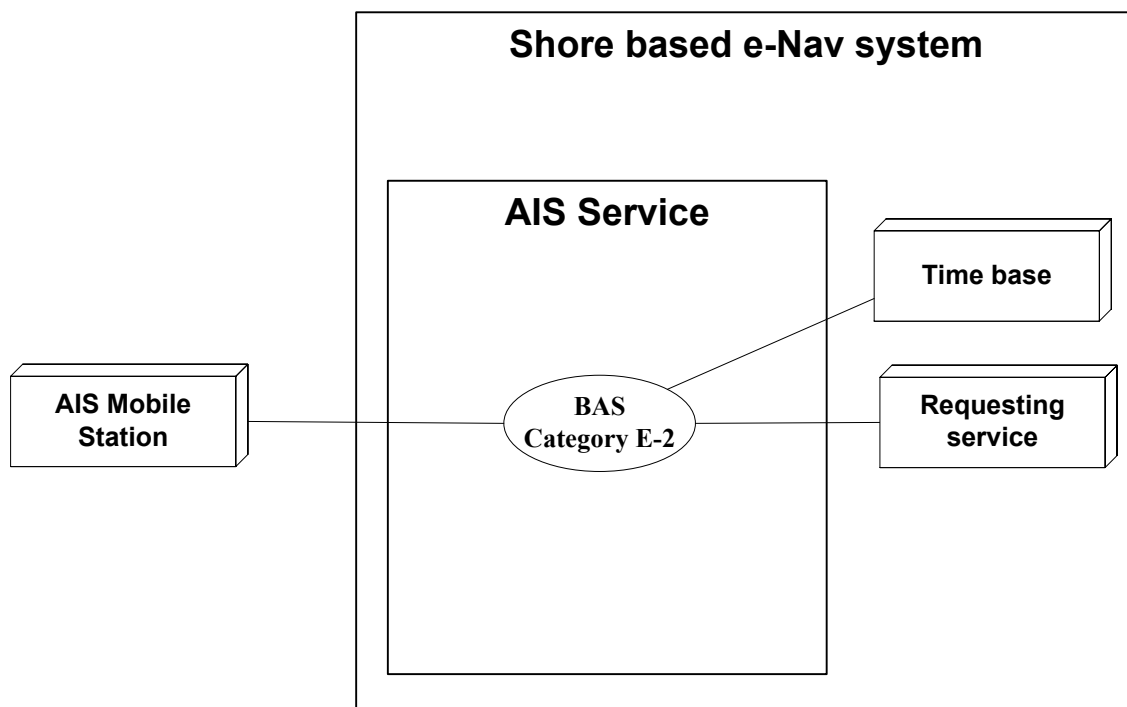 Shore based e-Nav system
AIS Service
Time base
AIS Mobile
Station
BAS
Category E-2
Requesting
service